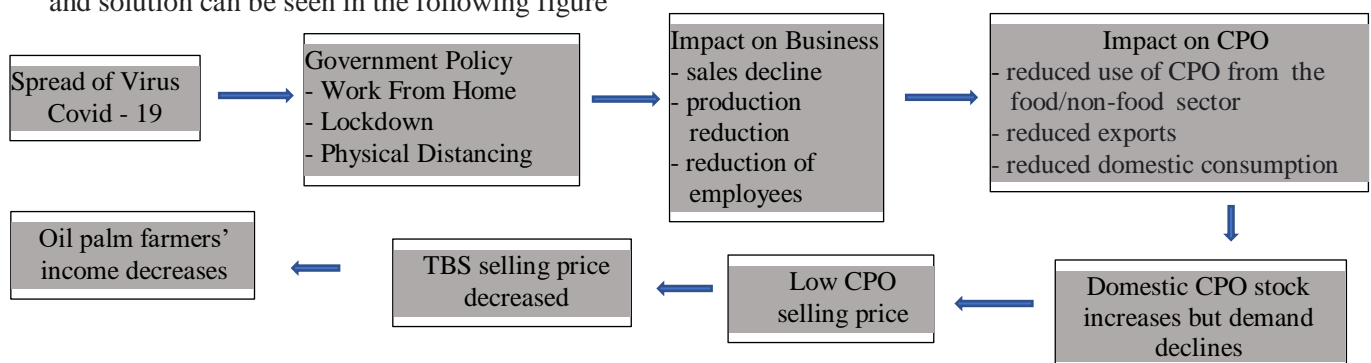 and solution can be seen in the following figure
Spread of Virus
Covid - 19
Government Policy
- Work From Home
- Lockdown
- Physical Distancing
Impact on Business
- sales decline
- production
reduction
- reduction of
employees
Impact on CPO
- reduced use of CPO from the
food/non-food sector
- reduced exports
- reduced domestic consumption
Domestic CPO stock
increases but demand
declines
Low CPO
selling price
TBS selling price
decreased
Oil palm farmers’
income decreases